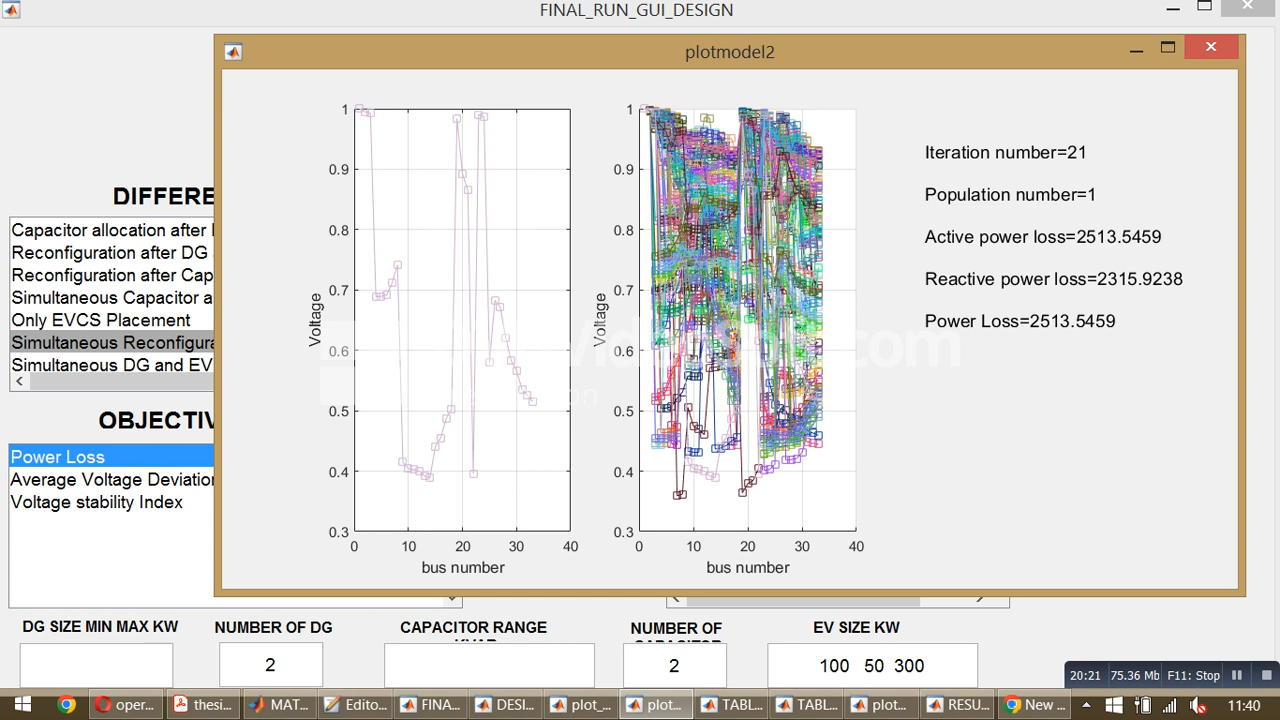 FINAL_RUN_GUI_DESIGN
plotmodel2
DIFFERE
Capacitor allocation after
Reconfiguration after DG
Reconfiguration after Cap
Simultaneous Capacitor a
Only EVCS Placement
Simultaneous Reconfigura
Simultaneous DG and EV
OBJECTIV
Power Loss
Average Voltage Deviation
Voltage stability Index
1
0.9
0.8
0.7
0.6
0.5
0.4
0.3
Voltage
0 10 20 30 40
bus number
1
0.9
0.8
0.7
0.6
0.5
0.4
0.3
Voltage
0 10 20 30 40
bus number
Iteration number=21
Population number=1
Active power loss=2513.5459
Reactive power loss=2315.9238
Power Loss=2513.5459
DG SIZE MIN MAX KW
NUMBER OF DG
2
CAPACITOR RANGE
NUMBER OF
2
EV SIZE KW
100 50 300
20:21 75.36 Mb F11: Stop
oper...
thesi...
MAT...
Edito...
FINA...
DESI...
plot_...
plot...
TABL...
TABL...
plot...
RESU...
New ...
11:40